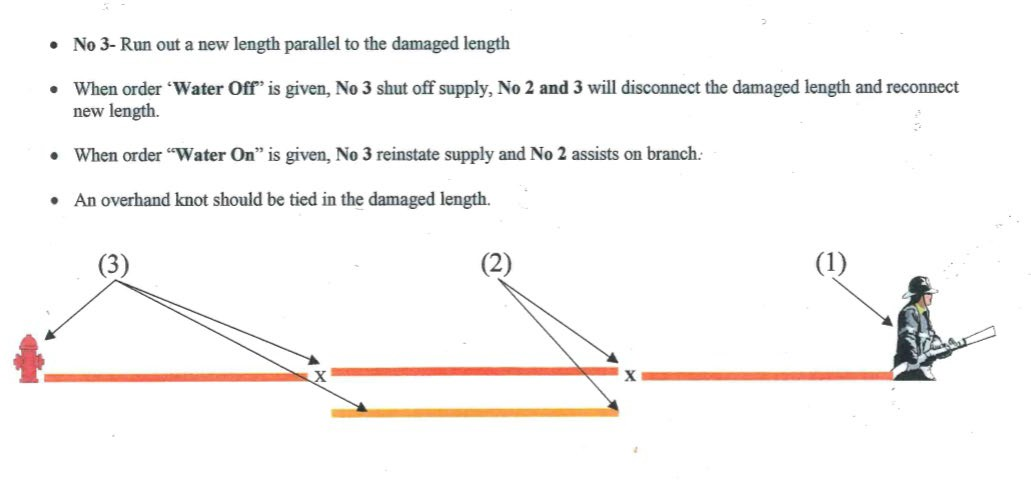 • No 3- Run out a new length parallel to the damaged length
• When order ‘Water Off” is given, No 3 shut off supply, No 2 and 3 will disconnect the damaged length and reconnect
new length.
• When order “Water On” is given, No 3 reinstate supply and No 2 assists on branch.
• An overhand knot should be tied in the damaged length.
(3) (2) (1)
X X